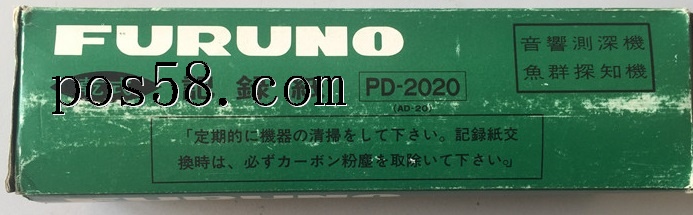 FURUNO
音響測深機
魚群探知機
pos58.com
録
PD-2020
(AD-20)
「定期的に機器の清掃をして下さい。記録紙交
換時は、必ずカーボン粉塵を取除いて下さい。」